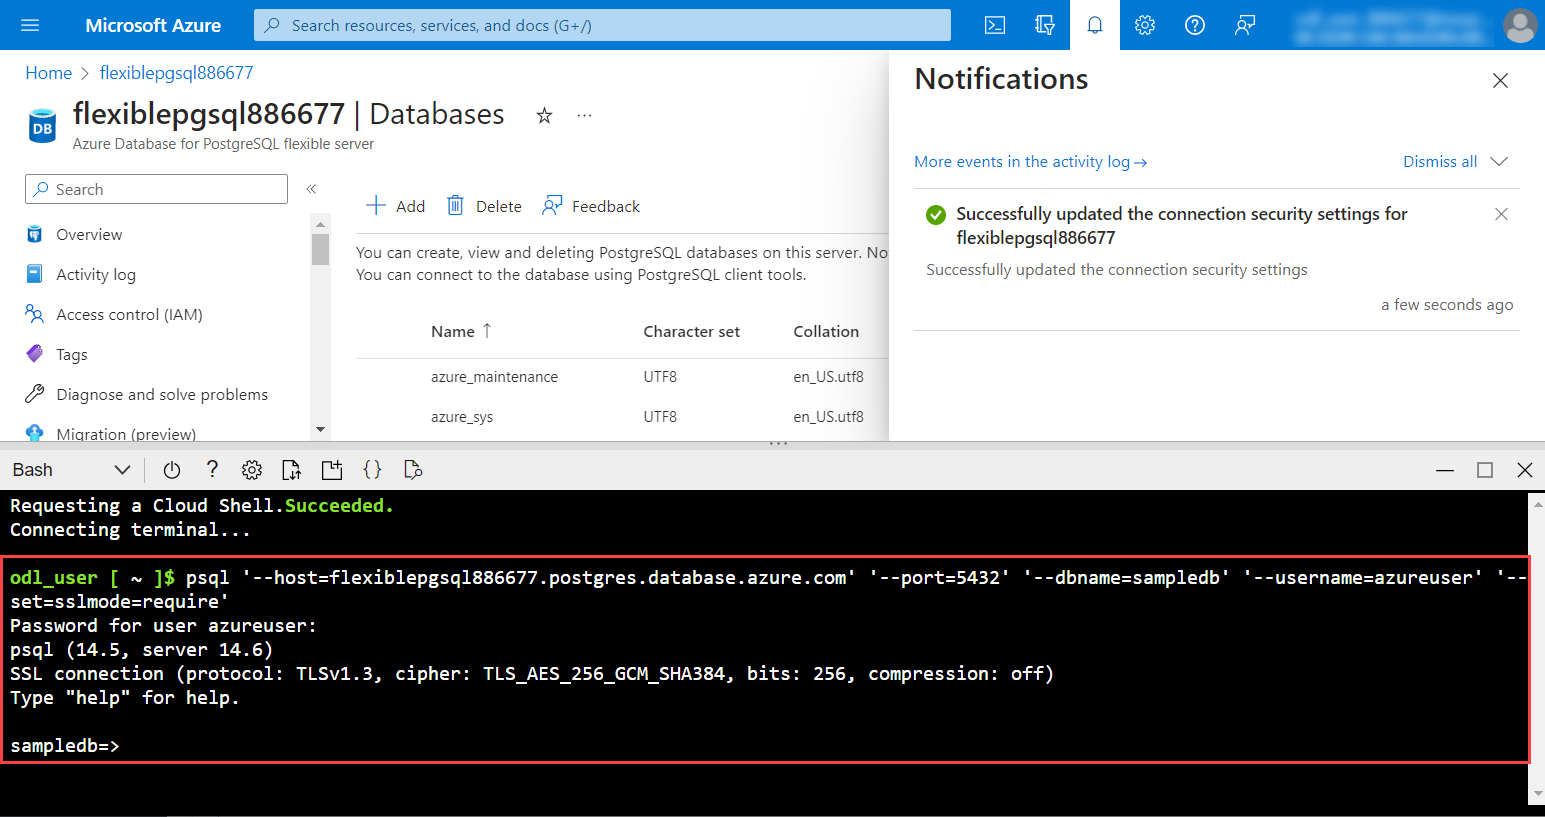 Microsoft Azure
Search resources, services, and docs (G+/)
Home > flexiblepgsql886677
flexiblepgsql886677 | Databases
Azure Database for PostgreSQL flexible server
Search
«
Overview
Activity log
Access control (IAM)
Tags
Diagnose and solve problems
Migration (preview)
Add
Delete
Feedback
You can create, view and deleting PostgreSQL databases on this server. No
You can connect to the database using PostgreSQL client tools.
Name ↑ Character set Collation
azure_maintenance UTF8 en_US.utf8
azure_sys UTF8 en_US.utf8
Notifications
More events in the activity log →
Dismiss all
Successfully updated the connection security settings for
flexiblepgsql886677
Successfully updated the connection security settings
a few seconds ago
Bash
Requesting a Cloud Shell.Succeeded.
Connecting terminal...
odl_user [ ~ ]$ psql '--host=flexiblepgsql886677.postgres.database.azure.com' '--port=5432' '--dbname=sampledb' '--username=azureuser' '--
set=sslmode=require'
Password for user azureuser:
psql (14.5, server 14.6)
SSL connection (protocol: TLSv1.3, cipher: TLS_AES_256_GCM_SHA384, bits: 256, compression: off)
Type "help" for help.
sampledb=>